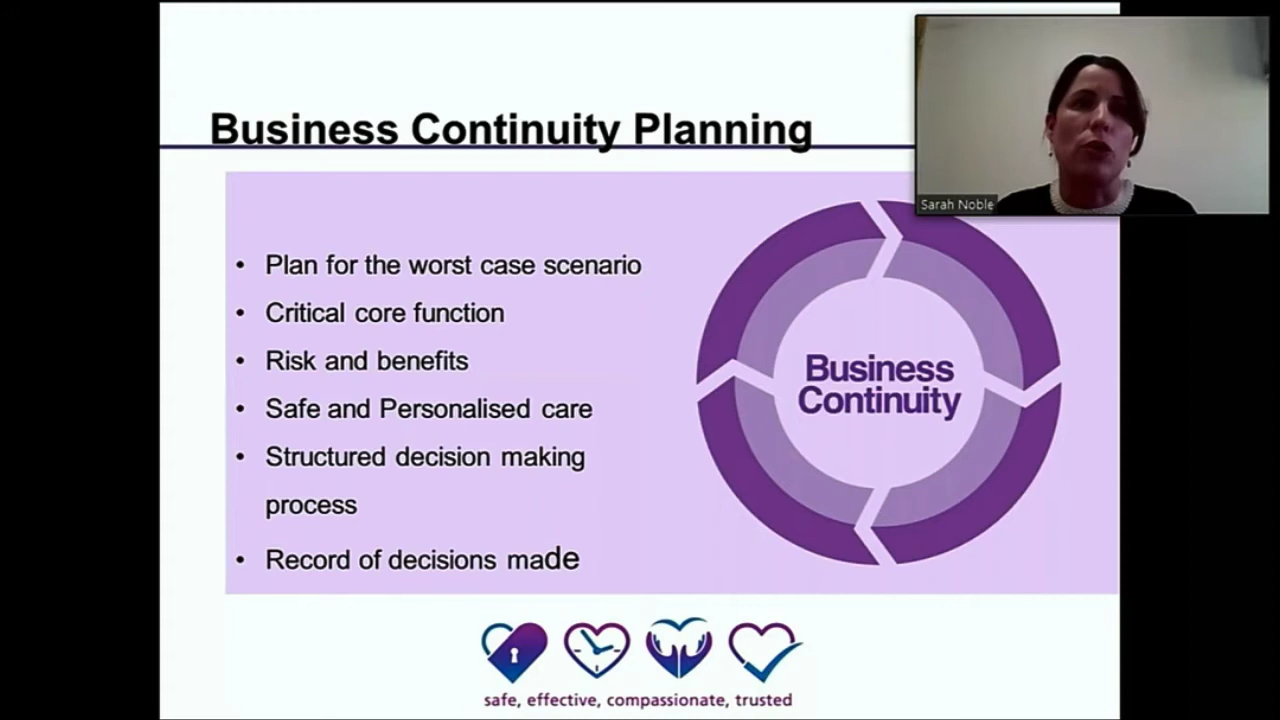 Business Continuity Planning
Sarah Noble
• Plan for the worst case scenario
• Critical core function
• Risk and benefits
• Safe and Personalised care
• Structured decision making
process
• Record of decisions made
Business
Continuity
safe, effective, compassionate, trusted